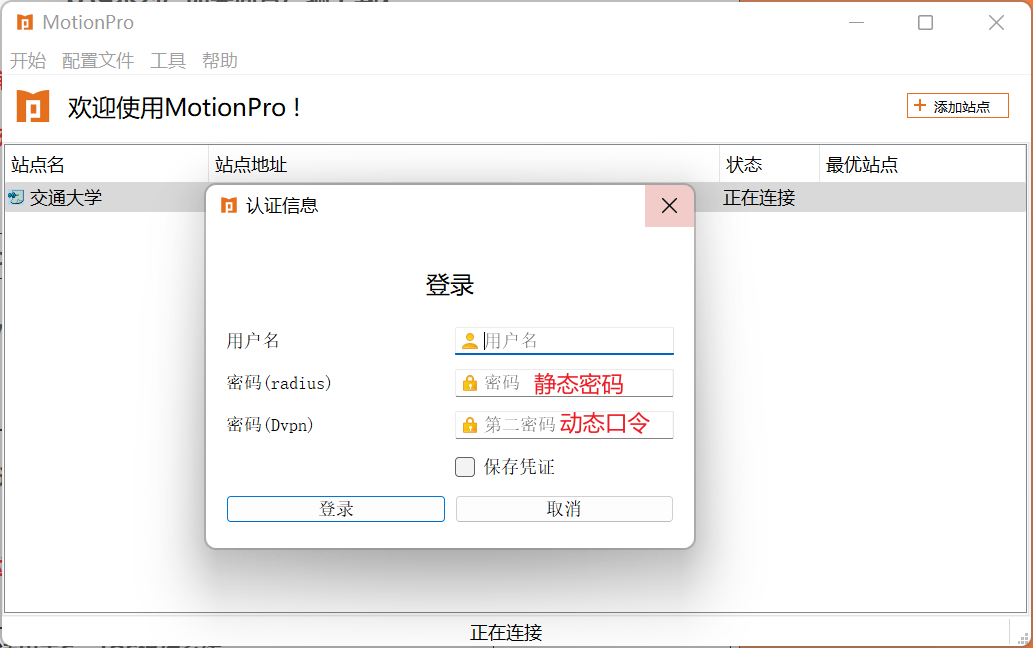 MotionPro
开始 配置文件 工具 帮助
欢迎使用MotionPro！
添加站点
站点名 站点地址 状态 最优站点
交通大学 正在连接
认证信息
登录
用户名 用户名
密码(radius) 密码 静态密码
密码(Dvpn) 第二密码 动态口令
保存凭证
登录 取消
正在连接